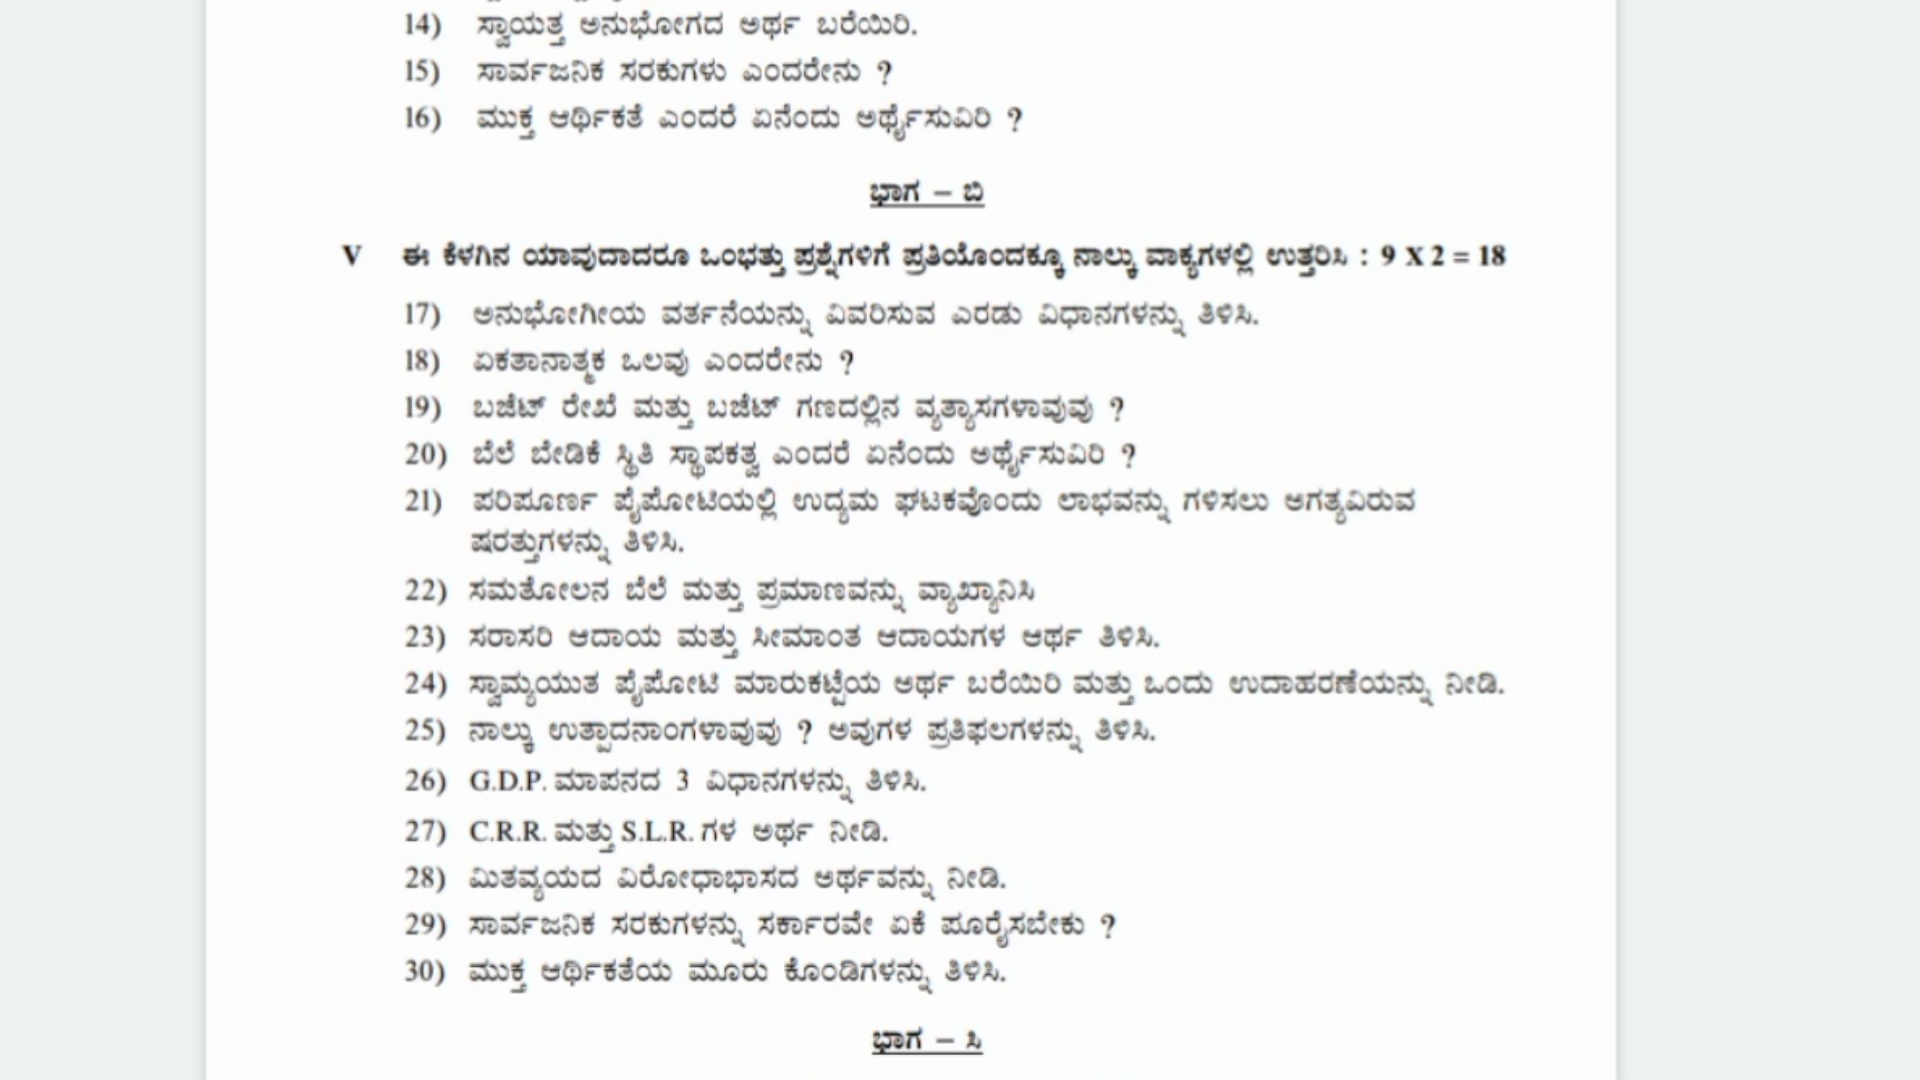 14) ಸ್ವಾಯತ್ತ ಅನುಭೋಗದ ಅರ್ಥ ಬರೆಯಿರಿ.
15) ಸಾರ್ವಜನಿಕ ಸರಕುಗಳು ಎಂದರೇನು ?
16) ಮುಕ್ತ ಆರ್ಥಿಕತೆ ಎಂದರೆ ಏನೆಂದು ಅರ್ಥೈಸುವಿರಿ ?
ಭಾಗ – ಬಿ
V ಈ ಕೆಳಗಿನ ಯಾವುದಾದರೂ ಒಂಭತ್ತು ಪ್ರಶ್ನೆಗಳಿಗೆ ಪ್ರತಿಯೊಂದಕ್ಕೂ ನಾಲ್ಕು ವಾಕ್ಯಗಳಲ್ಲಿ ಉತ್ತರಿಸಿ : 9 X 2 = 18
17) ಅನುಭೋಗೀಯ ವರ್ತನೆಯನ್ನು ವಿವರಿಸುವ ಎರಡು ವಿಧಾನಗಳನ್ನು ತಿಳಿಸಿ.
18) ಏಕತಾನಾತ್ಮಕ ಒಲವು ಎಂದರೇನು ?
19) ಬಜೆಟ್ ರೇಖೆ ಮತ್ತು ಬಜೆಟ್ ಗಣದಲ್ಲಿನ ವ್ಯತ್ಯಾಸಗಳಾವುವು ?
20) ಬೆಲೆ ಬೇಡಿಕೆ ಸ್ಥಿತಿ ಸ್ಥಾಪಕತ್ವ ಎಂದರೆ ಏನೆಂದು ಅರ್ಥೈಸುವಿರಿ ?
21) ಪರಿಪೂರ್ಣ ಪೈಪೋಟಿಯಲ್ಲಿ ಉದ್ಯಮ ಘಟಕವೊಂದು ಲಾಭವನ್ನು ಗಳಿಸಲು ಅಗತ್ಯವಿರುವ
ಷರತ್ತುಗಳನ್ನು ತಿಳಿಸಿ.
22) ಸಮತೋಲನ ಬೆಲೆ ಮತ್ತು ಪ್ರಮಾಣವನ್ನು ವ್ಯಾಖ್ಯಾನಿಸಿ
23) ಸರಾಸರಿ ಆದಾಯ ಮತ್ತು ಸೀಮಾಂತ ಆದಾಯಗಳ ಆರ್ಥ ತಿಳಿಸಿ.
24) ಸ್ವಾಮ್ಯಯುತ ಪೈಪೋಟಿ ಮಾರುಕಟ್ಟೆಯ ಅರ್ಥ ಬರೆಯಿರಿ ಮತ್ತು ಒಂದು ಉದಾಹರಣೆಯನ್ನು ನೀಡಿ.
25) ನಾಲ್ಕು ಉತ್ಪಾದನಾಂಗಳಾವುವು ? ಅವುಗಳ ಪ್ರತಿಫಲಗಳನ್ನು ತಿಳಿಸಿ.
26) G.D.P. ಮಾಪನದ 3 ವಿಧಾನಗಳನ್ನು ತಿಳಿಸಿ.
27) C.R.R. ಮತ್ತು S.L.R. ಗಳ ಅರ್ಥ ನೀಡಿ.
28) ಮಿತವ್ಯಯದ ವಿರೋಧಾಭಾಸದ ಅರ್ಥವನ್ನು ನೀಡಿ.
29) ಸಾರ್ವಜನಿಕ ಸರಕುಗಳನ್ನು ಸರ್ಕಾರವೇ ಏಕೆ ಪೂರೈಸಬೇಕು ?
30) ಮುಕ್ತ ಆರ್ಥಿಕತೆಯ ಮೂರು ಕೊಂಡಿಗಳನ್ನು ತಿಳಿಸಿ.
ಭಾಗ – ಸಿ